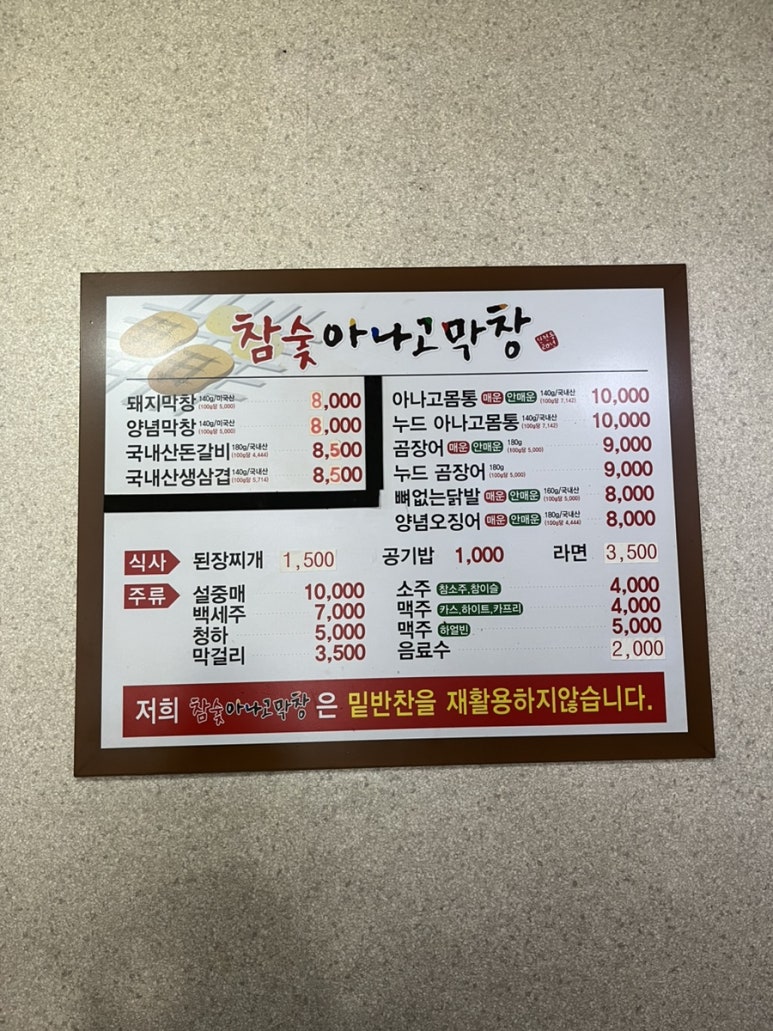 참숯아나고막창
돼지막창 140g/미국산 (100g당 5,000) 8,000
양념막창 140g/미국산 (100g당 5,000) 8,000
국내산돈갈비 180g/국내산 (100g당 4,444) 8,500
국내산생삼겹 140g/국내산 (100g당 5,714) 8,500
아나고몸통 매운 안매운 140g/국내산 (100g당 7,142) 10,000
누드 아나고몸통 140g/국내산 (100g당 7,142) 10,000
곰장어 매운 안매운 180g (100g당 5,000) 9,000
누드 곰장어 180g (100g당 5,000) 9,000
뼈없는닭발 매운 안매운 160g/국내산 (100g당 5,000) 8,000
양념오징어 매운 안매운 180g/국내산 (100g당 4,444) 8,000
식사 된장찌개 1,500 공기밥 1,000 라면 3,500
주류 설중매 10,000
백세주 7,000
청하 5,000
막걸리 3,500
소주 참소주,참이슬 4,000
맥주 카스,하이트,카프리 4,000
맥주 하얼빈 5,000
음료수 2,000
저희 참숯아나고막창은 밑반찬을 재활용하지않습니다.